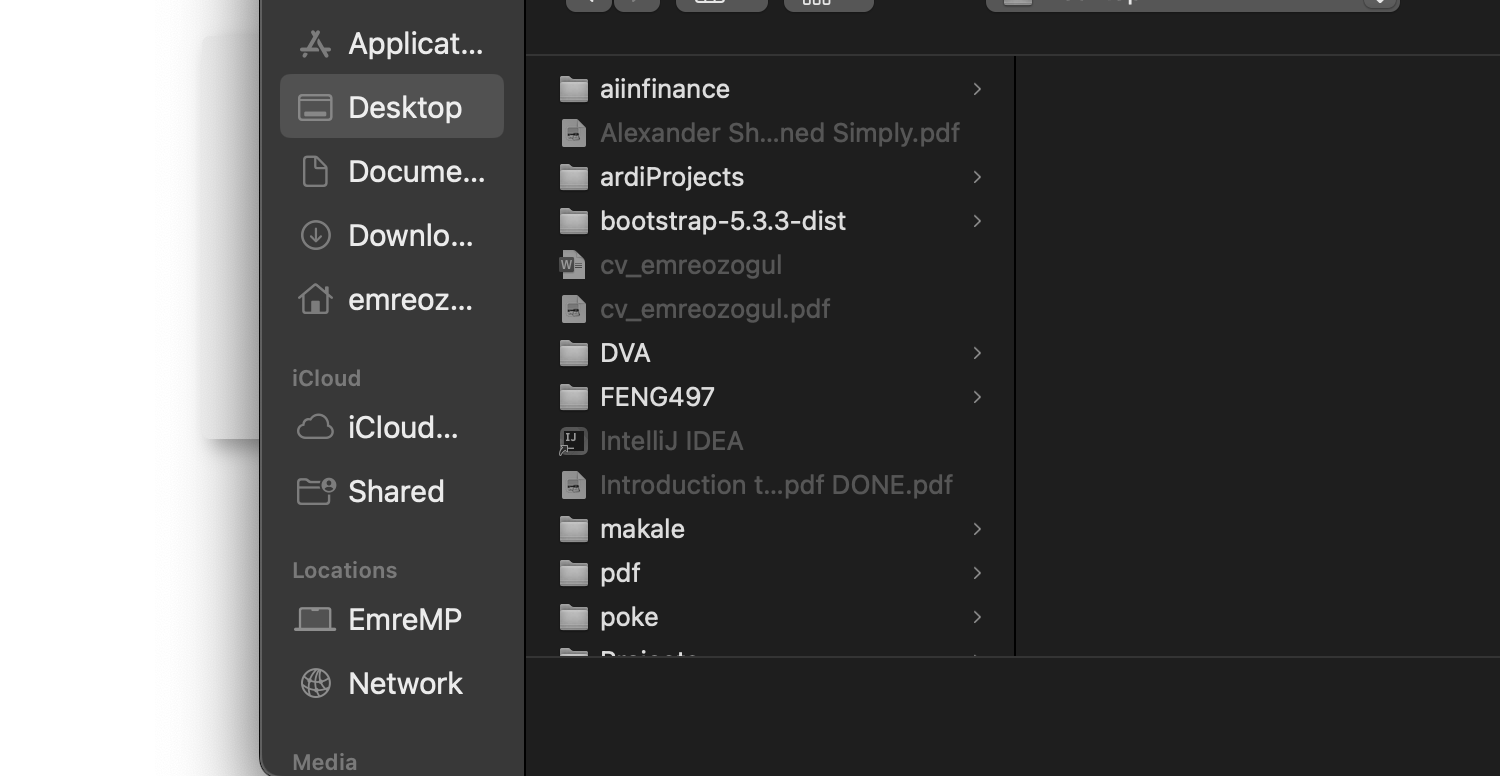 Applicat...
Desktop
Docume...
Downlo...
emreoz...
iCloud
iCloud...
Shared
Locations
EmreMP
Network
Media
aiinfinance
Alexander Sh...ned Simply.pdf
ardiProjects
bootstrap-5.3.3-dist
cv_emreozogul
cv_emreozogul.pdf
DVA
FENG497
IntelliJ IDEA
Introduction t...pdf DONE.pdf
makale
pdf
poke
Projects